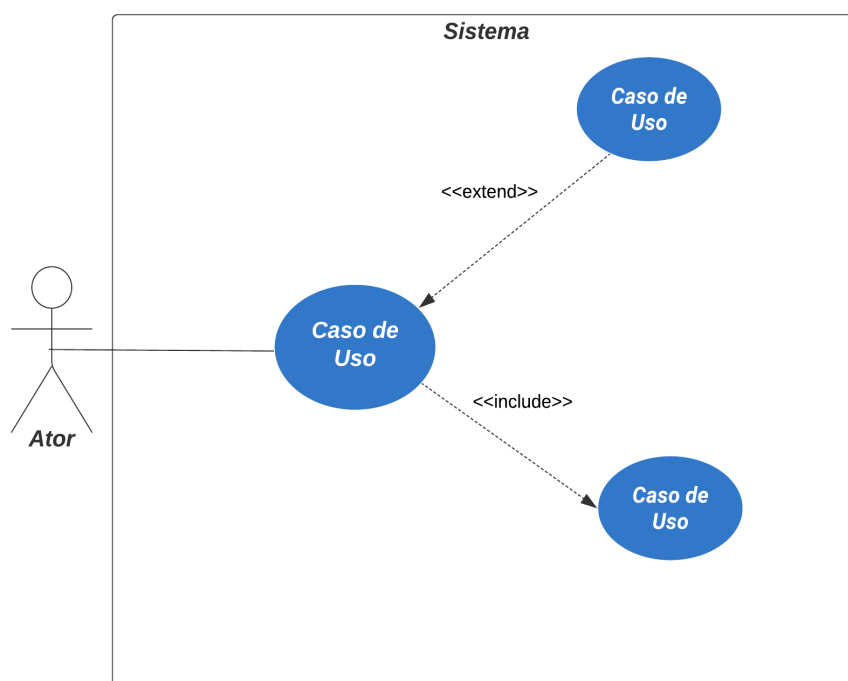 Sistema
Caso de
Uso
<<extend>>
Caso de
Uso
<<include>>
Ator
Caso de
Uso